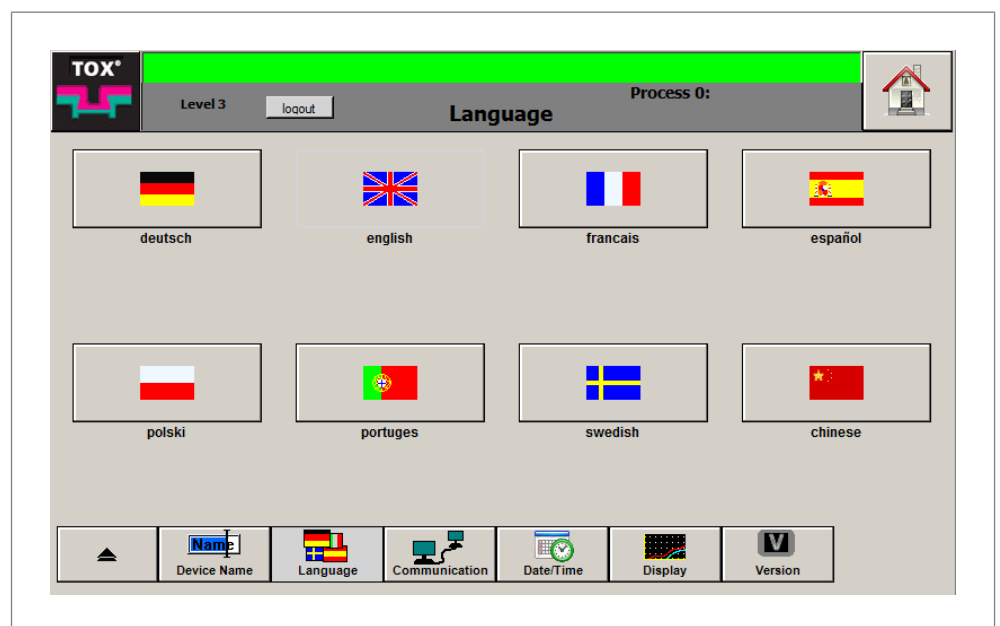 TOX®
Process 0:
Level 3
logout
Language
deutsch
english
francais
español
polski
portuges
swedish
chinese
Name
Device Name
Language
Communication
Date/Time
Display
V
Version